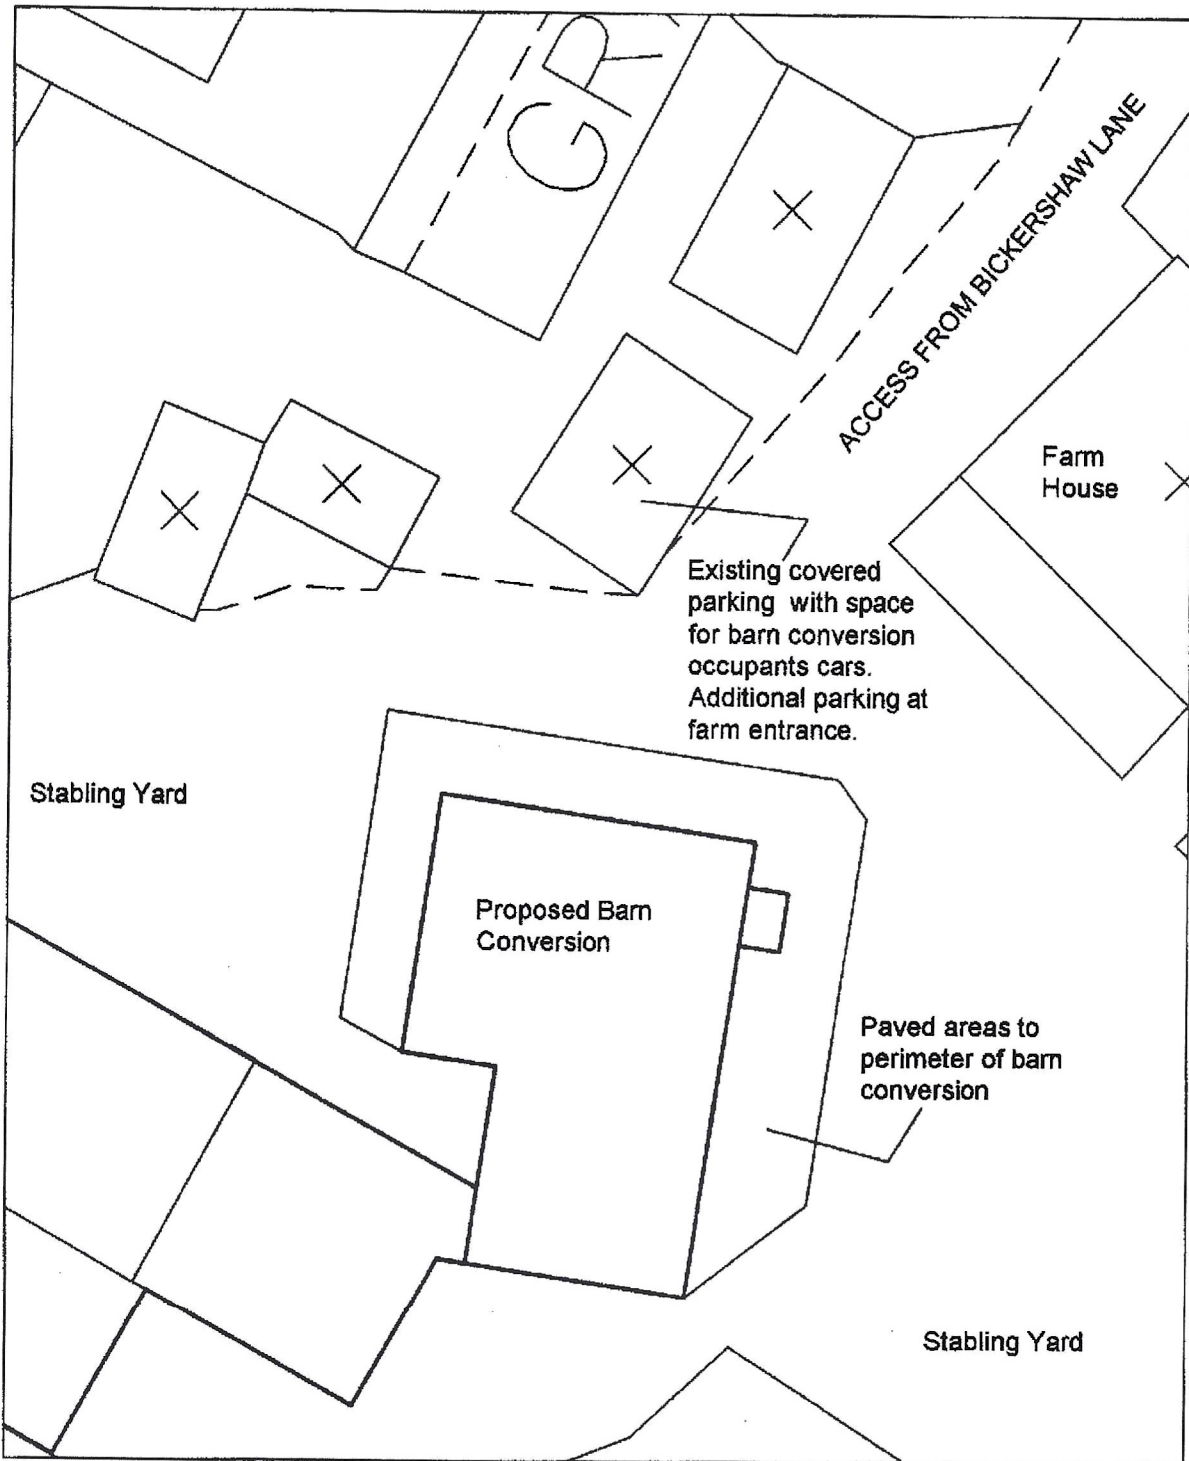 GR
ACCESS FROM BICKERSHAW LANE
Farm
House
Existing covered
parking with space
for barn conversion
occupants cars.
Additional parking at
farm entrance.
Stabling Yard
Proposed Barn
Conversion
Paved areas to
perimeter of barn
conversion
Stabling Yard